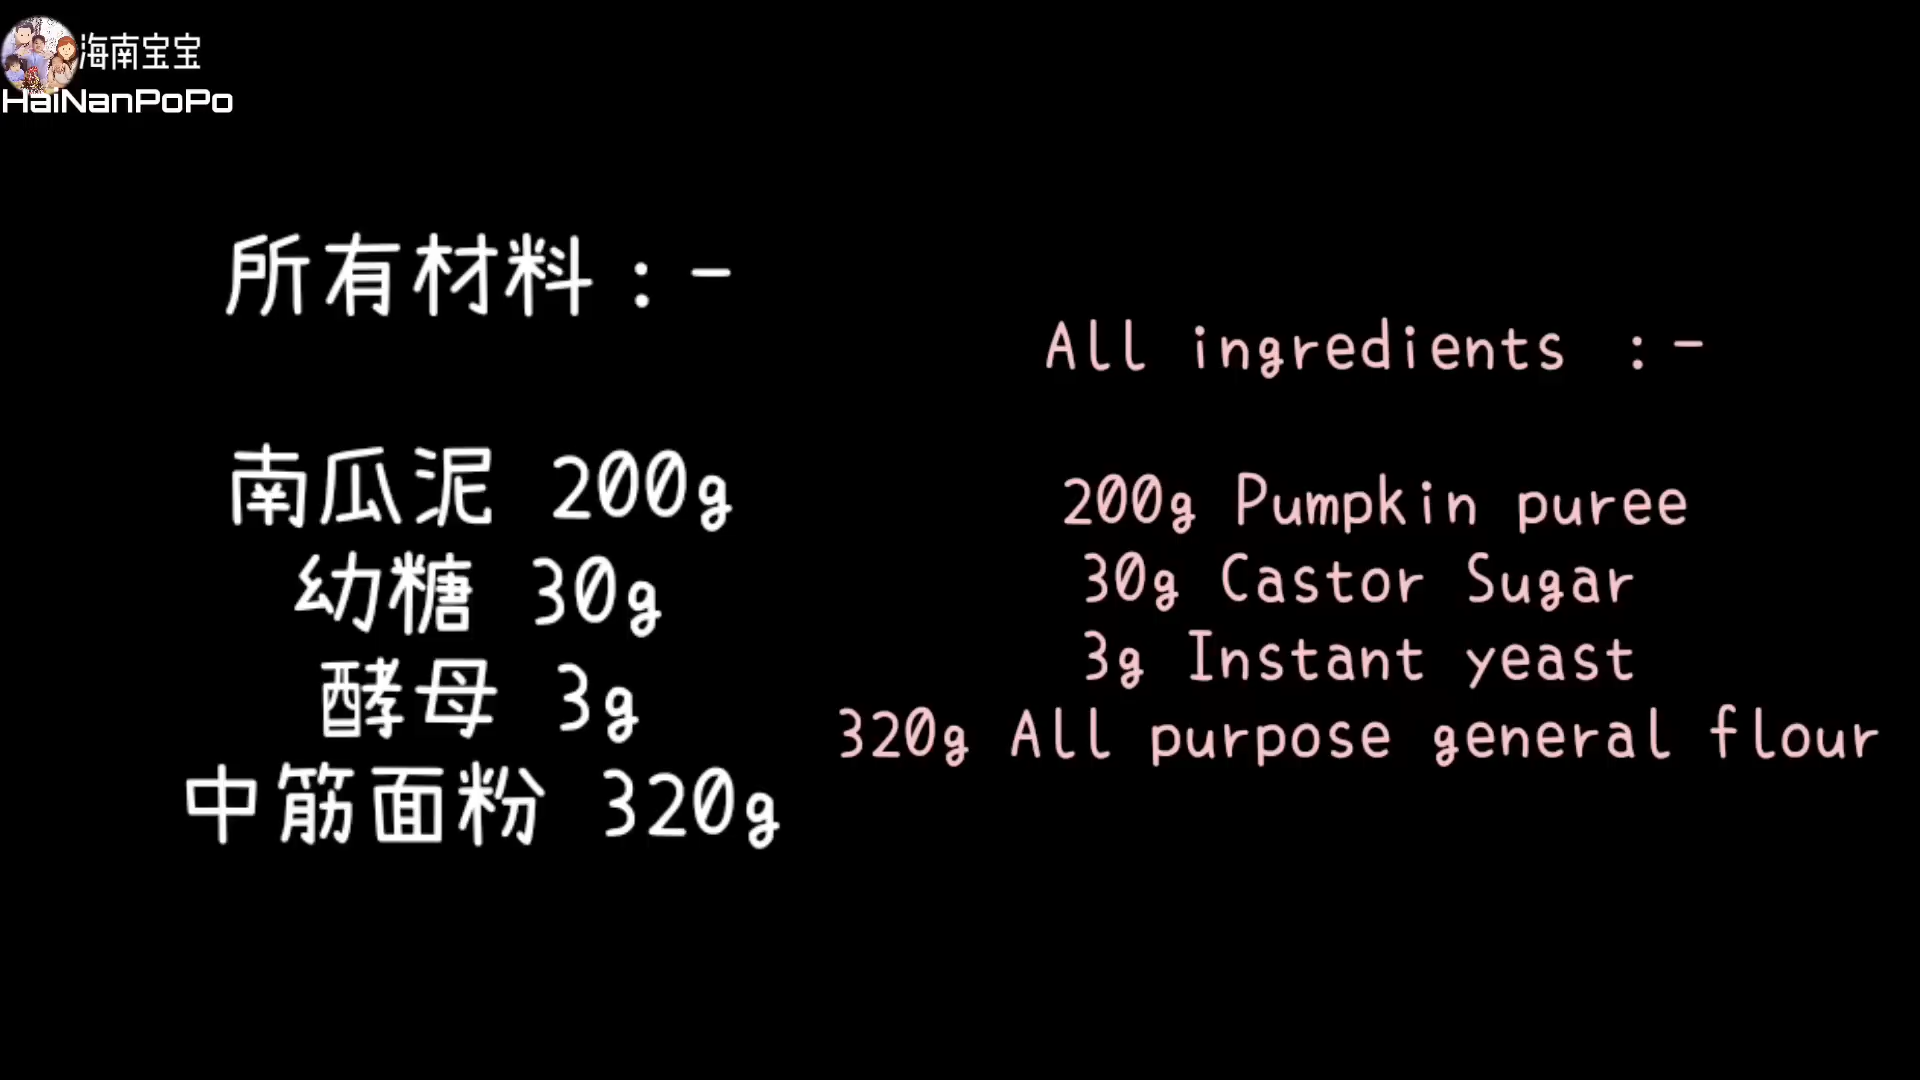 海南宝宝
HaiNanPoPo
所有材料：-
南瓜泥 200g
幼糖 30g
酵母 3g
中筋面粉 320g
All ingredients :-
200g Pumpkin puree
30g Castor Sugar
3g Instant yeast
320g All purpose general flour